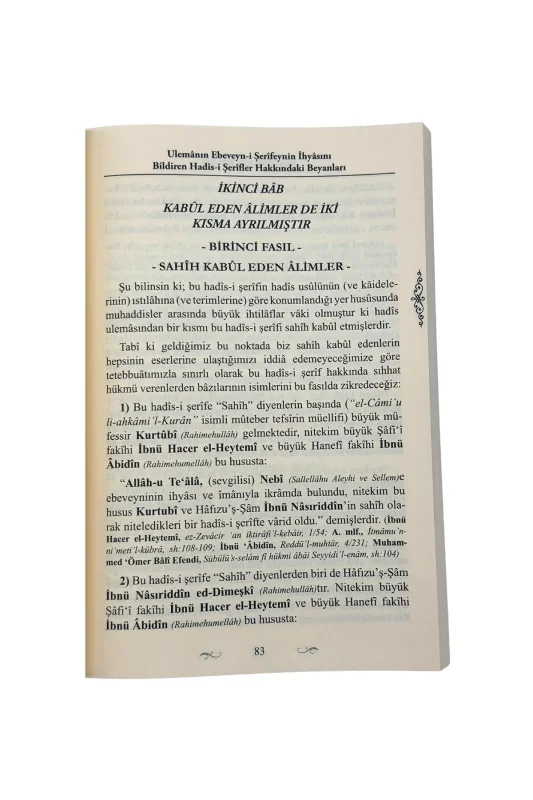 Ulemânın Ebeveyn-i Şerîfeynin İhyâsını
Bildiren Hadîs-i Şerîfler Hakkındaki Beyanları
İKİNCİ BÂB
KABÛL EDEN ÂLİMLER DE İKİ
KISMA AYRILMIŞTIR
- BİRİNCİ FASIL -
- SAHÎH KABÛL EDEN ÂLİMLER -
Şu bilinsin ki; bu hadîs-i şerîfin hadîs usûlünün (ve kâidele-
rinin) ıstılâhına (ve terimlerine) göre konumlandığı yer husûsunda
muhaddisler arasında büyük ihtilâflar vâki olmuştur ki hadîs
ulemâsından bir kısmı bu hadîs-i şerîfi sahîh kabûl etmişlerdir.
Tabî ki geldiğimiz bu noktada biz sahîh kabûl edenlerin
hepsinin eserlerine ulaştığımızı iddiâ edemeyeceğimize göre
tetebbuâtımızla sınırlı olarak bu hadîs-i şerîf hakkında sıhhat
hükmü verenlerden bâzılarının isimlerini bu fasılda zikredeceğiz:
1) Bu hadîs-i şerîfe "Sahîh" diyenlerin başında ("el-Câmi'u
li-ahkâmi'l-Kurân" isimli mûteber tefsîrin müellifi) büyük mü-
fessir Kurtubî (Rahimehullâh) gelmektedir, nitekim büyük Şâfi'î
fakîhi İbnü Hacer el-Heytemî ve büyük Hanefî fakîhi İbnü
Âbidîn (Rahimehumellâh) bu hususta:
"Allâh-u Te'âlâ, (sevgilisi) Nebî (Sallellâhu Aleyhi ve Sellem)e
ebeveyninin ihyâsı ve îmânıyla ikrâmda bulundu, nitekim bu
husus Kurtubî ve Hâfızu'ş-Şâm İbnü Nâsıriddîn'in sahîh ola-
rak niteledikleri bir hadîs-i şerîfte vârid oldu." demişlerdir. (İbnü
Hacer el-Heytemî, ez-Zevâcir 'an iktirâfi'l-kebâir, 1/54; A. mlf., İtmâmu'n-
ni'meti'l-kübrâ, sh:108-109; İbnü 'Âbidîn, Reddü'l-muhtâr, 4/231; Muham-
med 'Ömer Bâlî Efendî, Sübülü's-selâm fî hükmi âbâi Seyyidi'l-enâm, sh:104)
2) Bu hadîs-i şerîfe "Sahîh" diyenlerden biri de Hâfızu'ş-Şâm
İbnü Nâsıriddîn ed-Dimeşkî (Rahimehullâh)tır. Nitekim büyük
Şâfi'î fakîhi İbnü Hacer el-Heytemî ve büyük Hanefî fakîhi
İbnü Âbidîn (Rahimehumellâh) bu hususta:
83